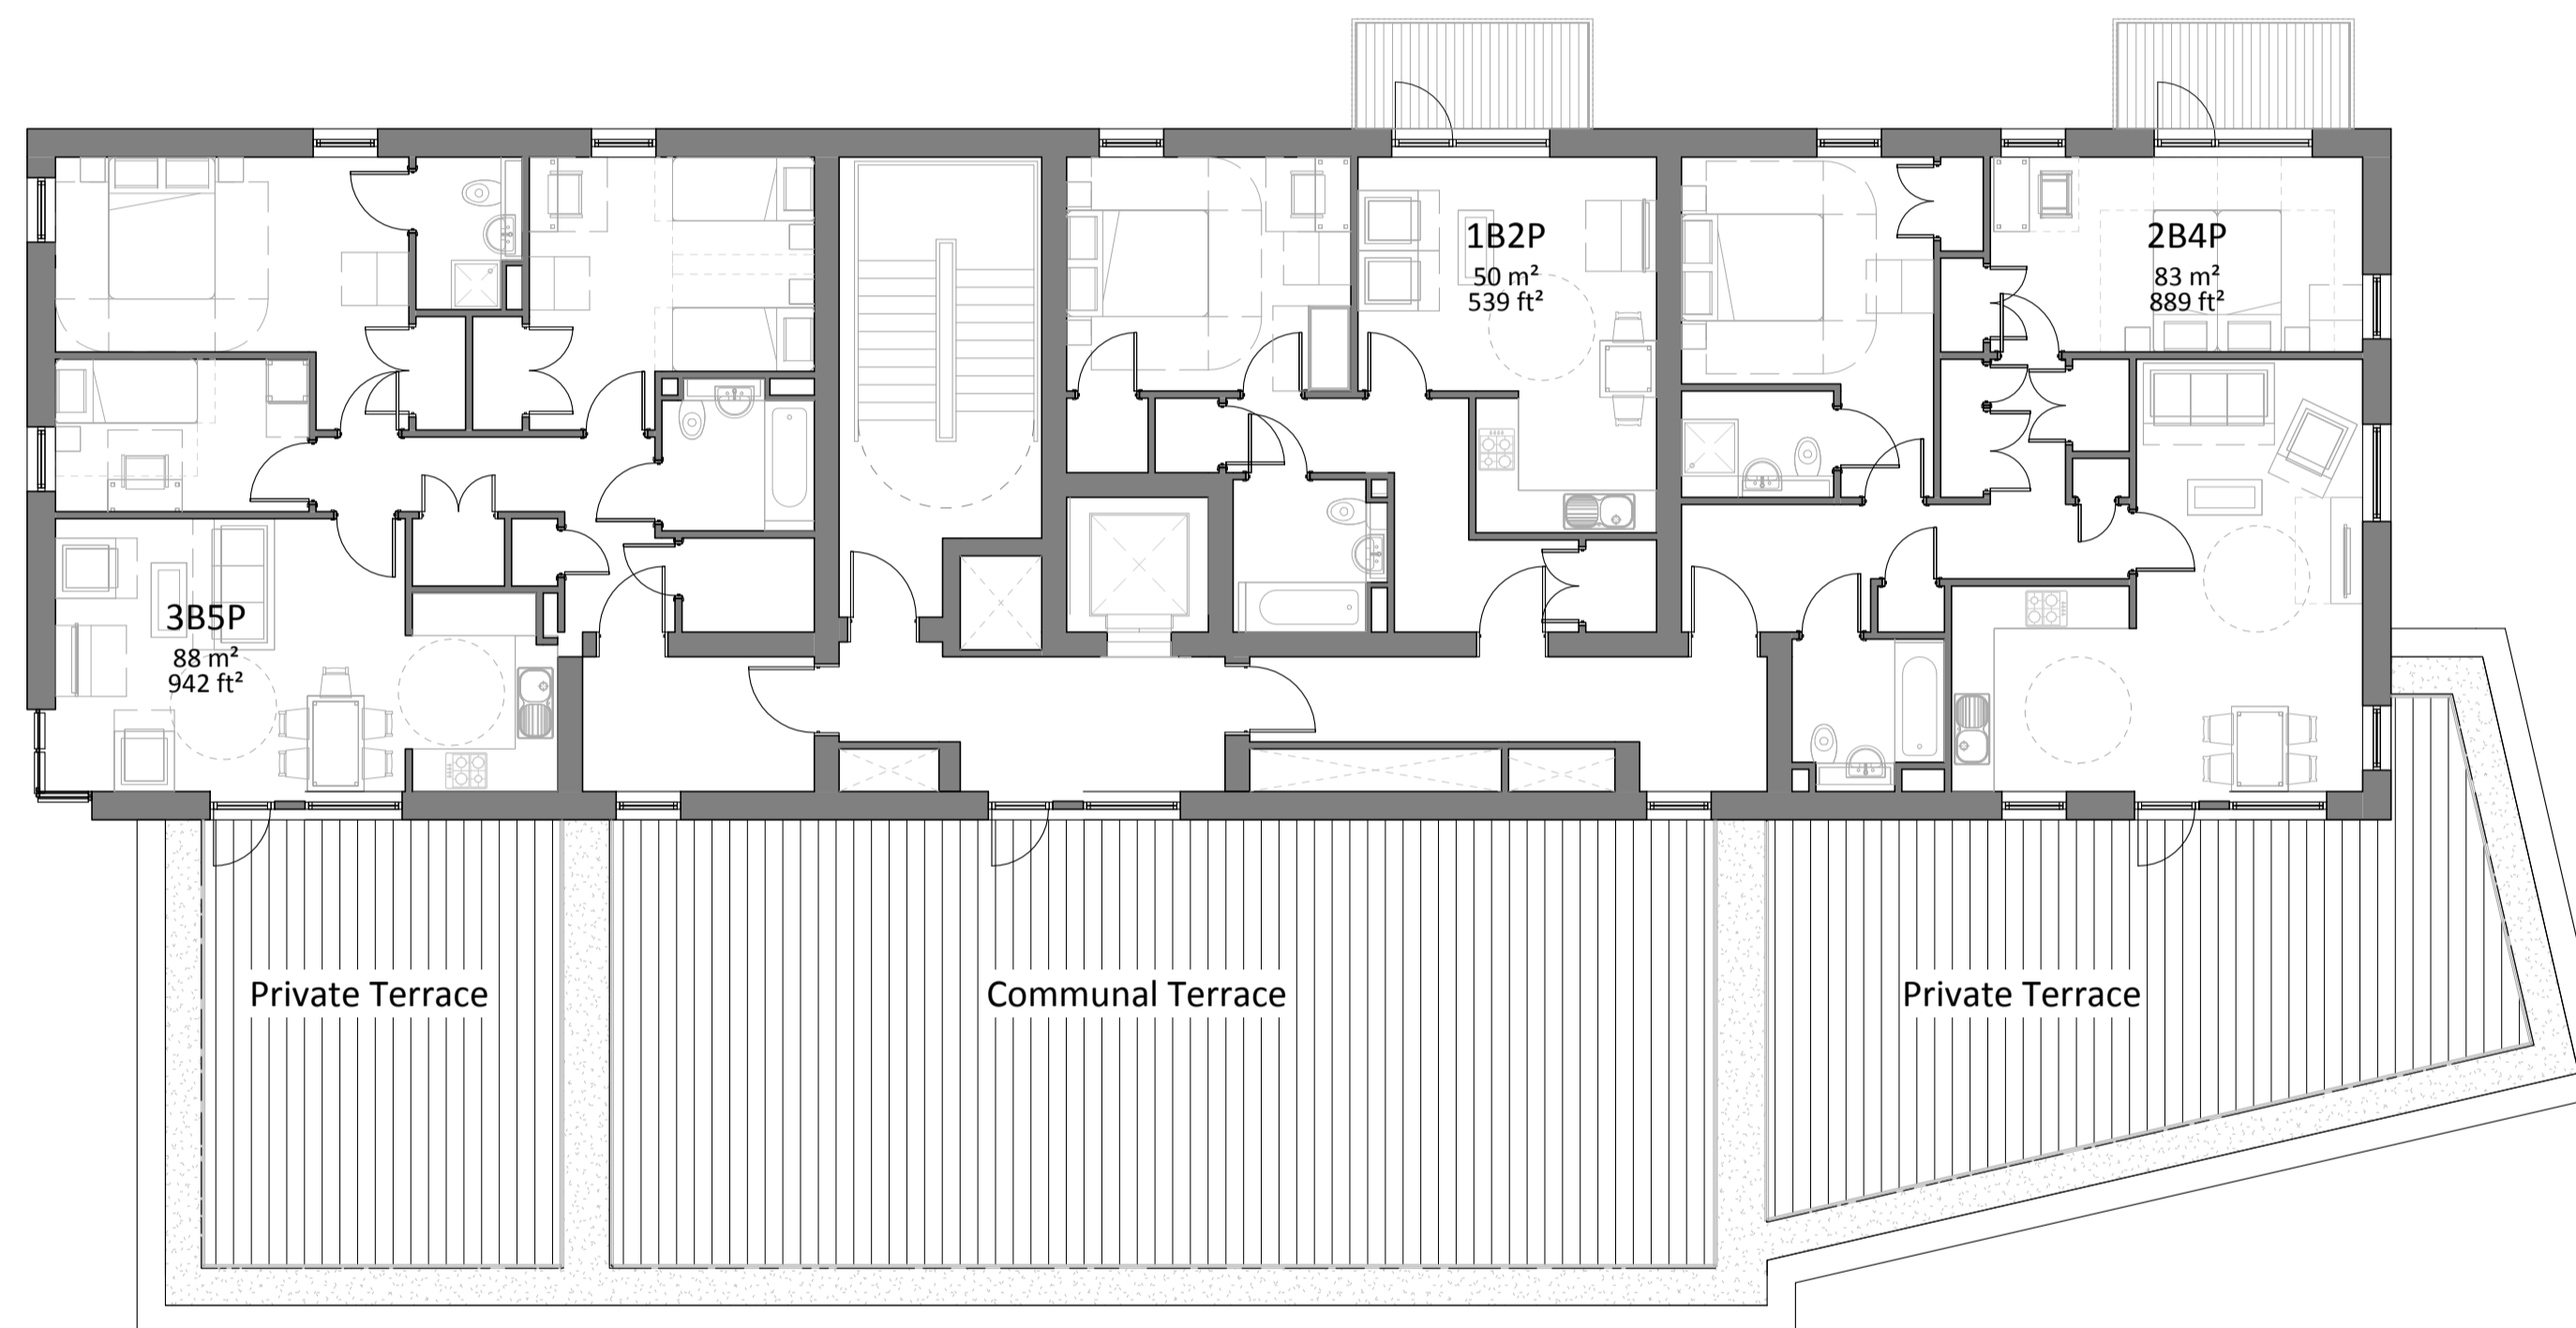 1B2P
50 m²
539 ft²
2B4P
83 m²
889 ft²
3B5P
88 m²
942 ft²
Private Terrace
Communal Terrace
Private Terrace